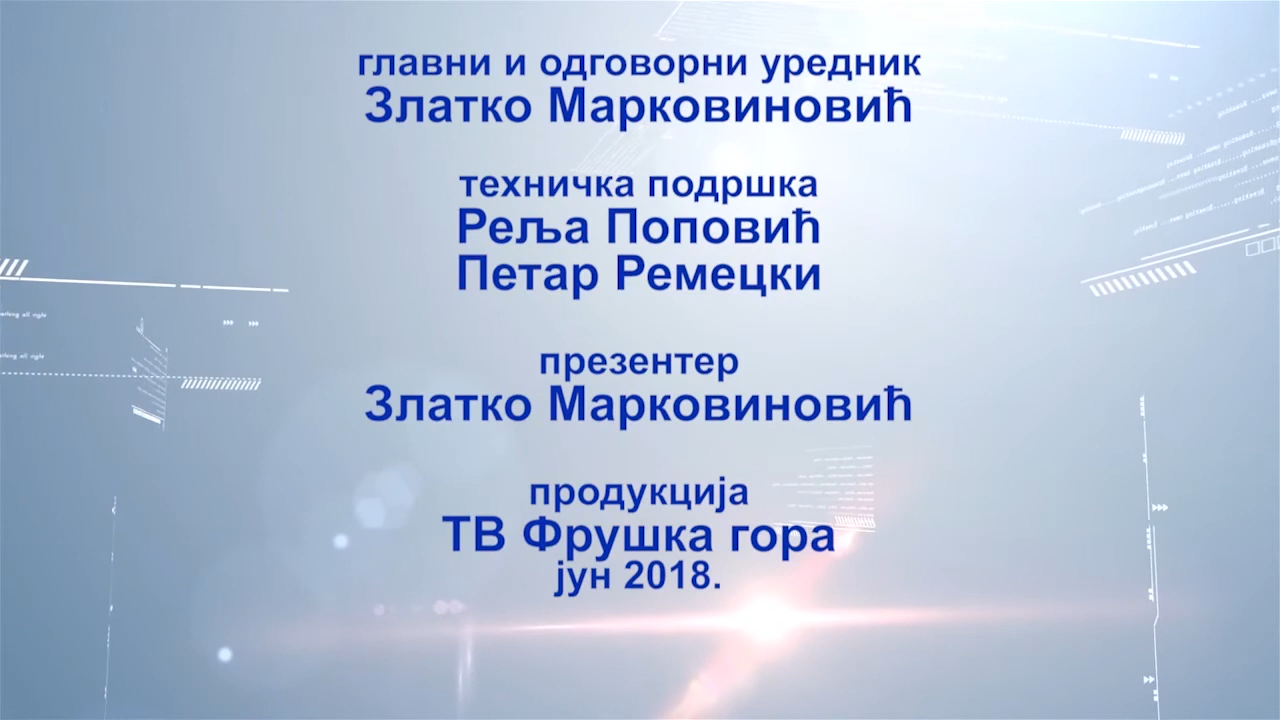 главни и одговорни уредник
Златко Марковиновић
техничка подршка
Реља Поповић
Петар Ремецки
презентер
Златко Марковиновић
продукција
ТВ Фрушка гора
јун 2018.